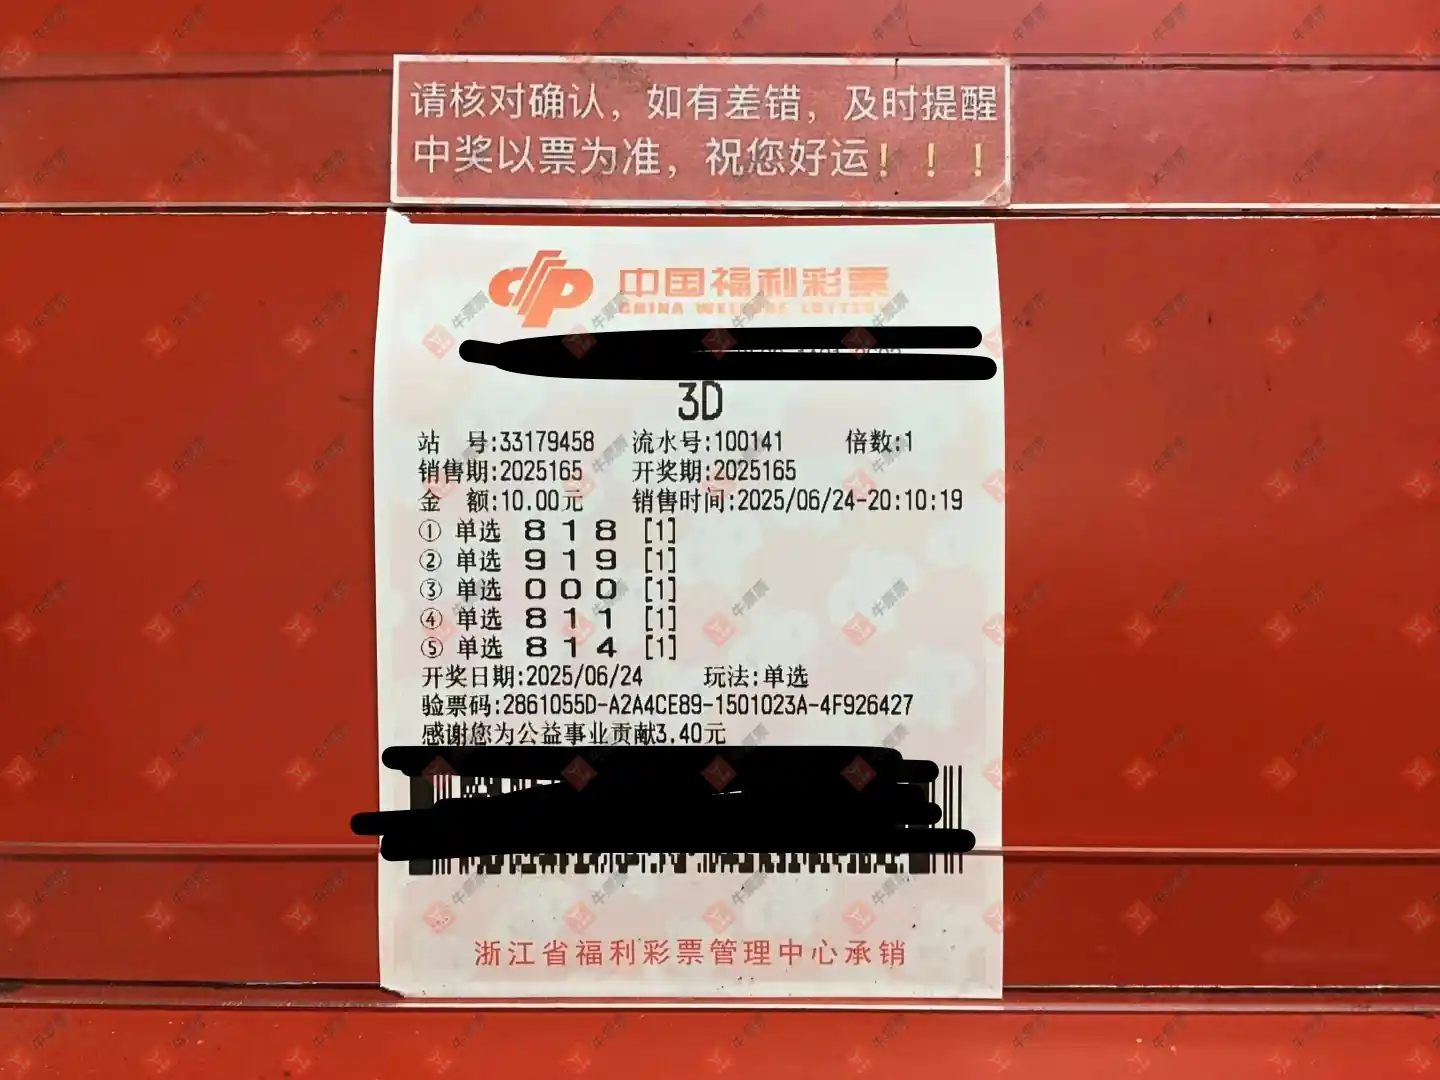 请核对确认，如有差错，及时提醒
中奖以票为准，祝您好运！！！
中国福利彩票
CHINA WELFARE LOTTERY
3D
站 号:33179458 流水号:100141 倍数:1
销售期:2025165 开奖期:2025165
金 额:10.00元 销售时间:2025/06/24-20:10:19
① 单选 8 1 8 [1]
② 单选 9 1 9 [1]
③ 单选 0 0 0 [1]
④ 单选 8 1 1 [1]
⑤ 单选 8 1 4 [1]
开奖日期:2025/06/24 玩法:单选
验票码:2861055D-A2A4CE89-1501023A-4F926427
感谢您为公益事业贡献3.40元
浙江省福利彩票管理中心承销
牛票票